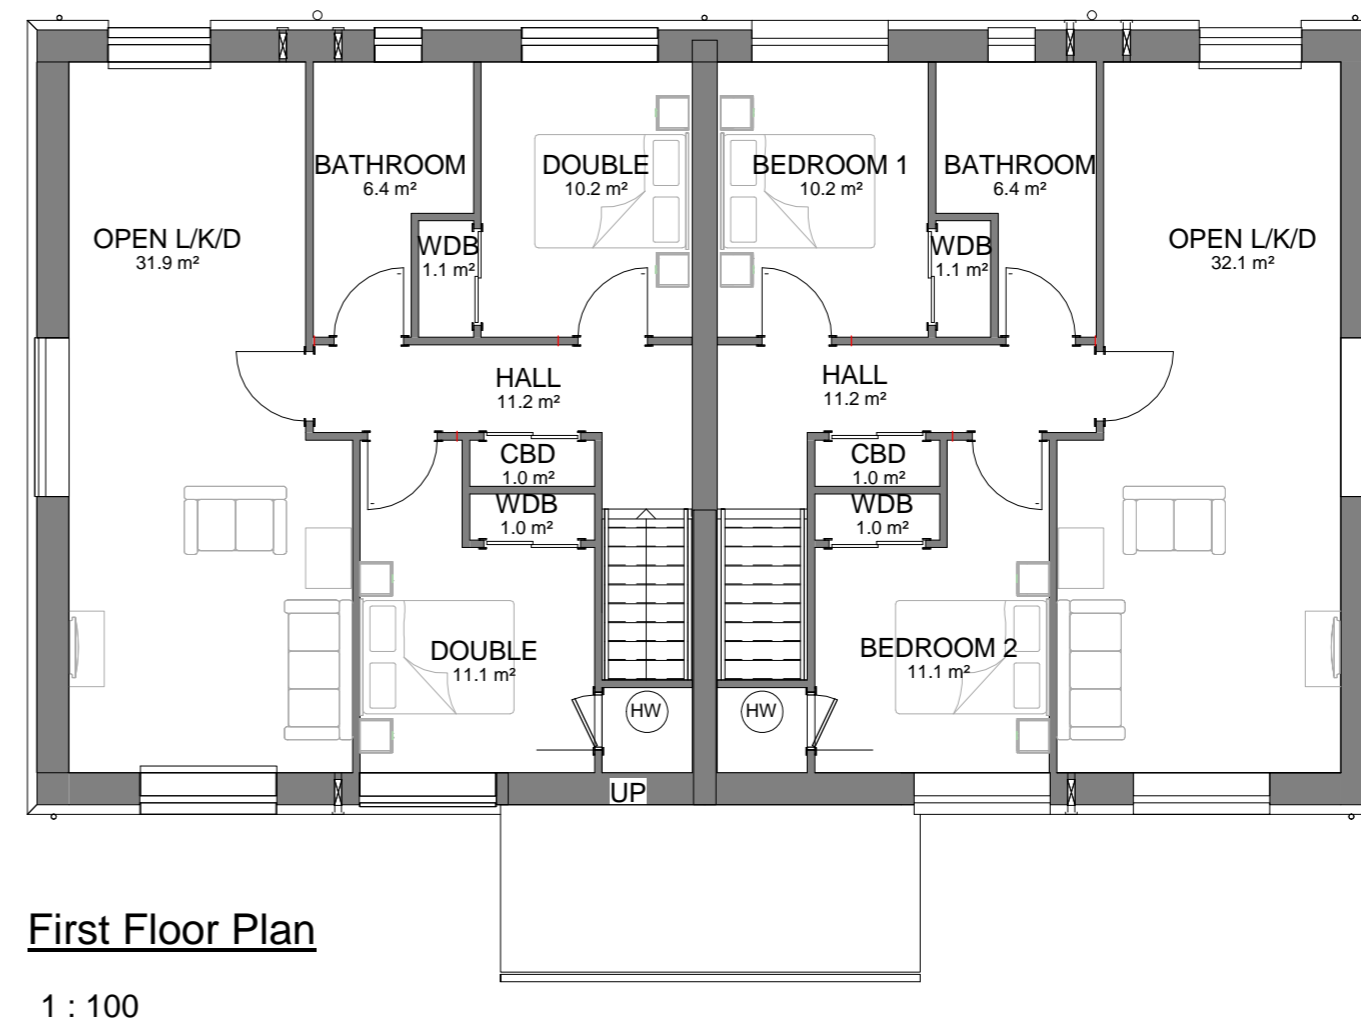 BATHROOM
6.4 m²
DOUBLE
10.2 m²
BEDROOM 1
10.2 m²
BATHROOM
6.4 m²
OPEN L/K/D
31.9 m²
WDB
1.1 m²
WDB
1.1 m²
OPEN L/K/D
32.1 m²
HALL
11.2 m²
HALL
11.2 m²
CBD
1.0 m²
CBD
1.0 m²
WDB
1.0 m²
WDB
1.0 m²
DOUBLE
11.1 m²
BEDROOM 2
11.1 m²
HW
HW
UP
First Floor Plan
1 : 100